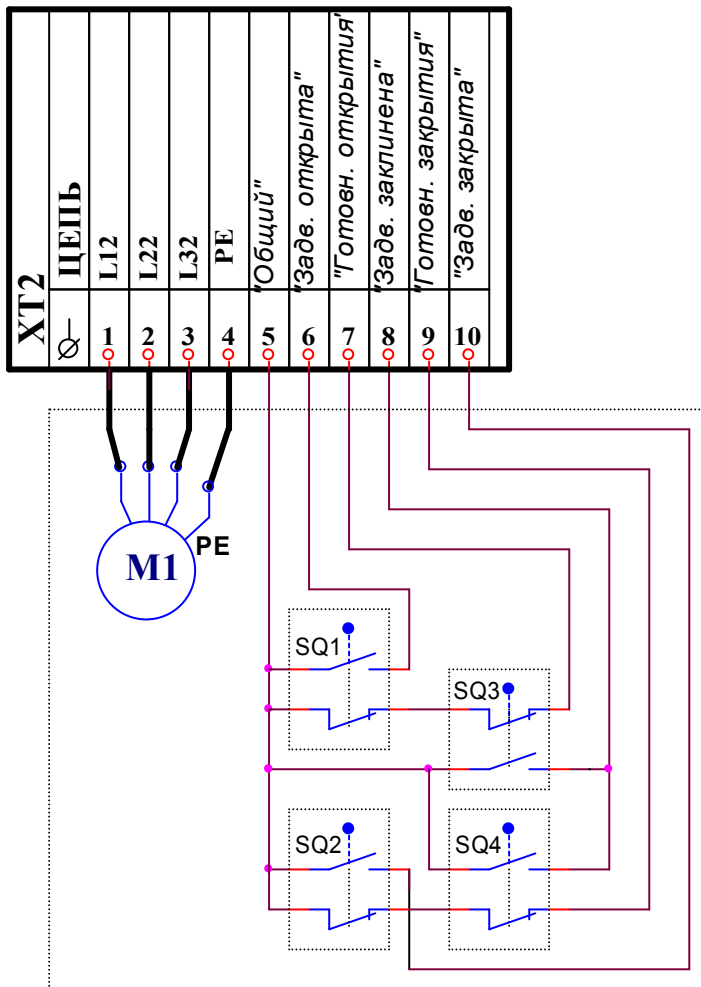 XT2
ЦЕПЬ
L12
L22
L32
PE
"Общий"
"Задв. открыта"
"Готовн. открытия"
"Задв. заклинена"
"Готовн. закрытия"
"Задв. закрыта"
1 2 3 4 5 6 7 8 9 10
PE
M1
SQ1
SQ3
SQ2
SQ4